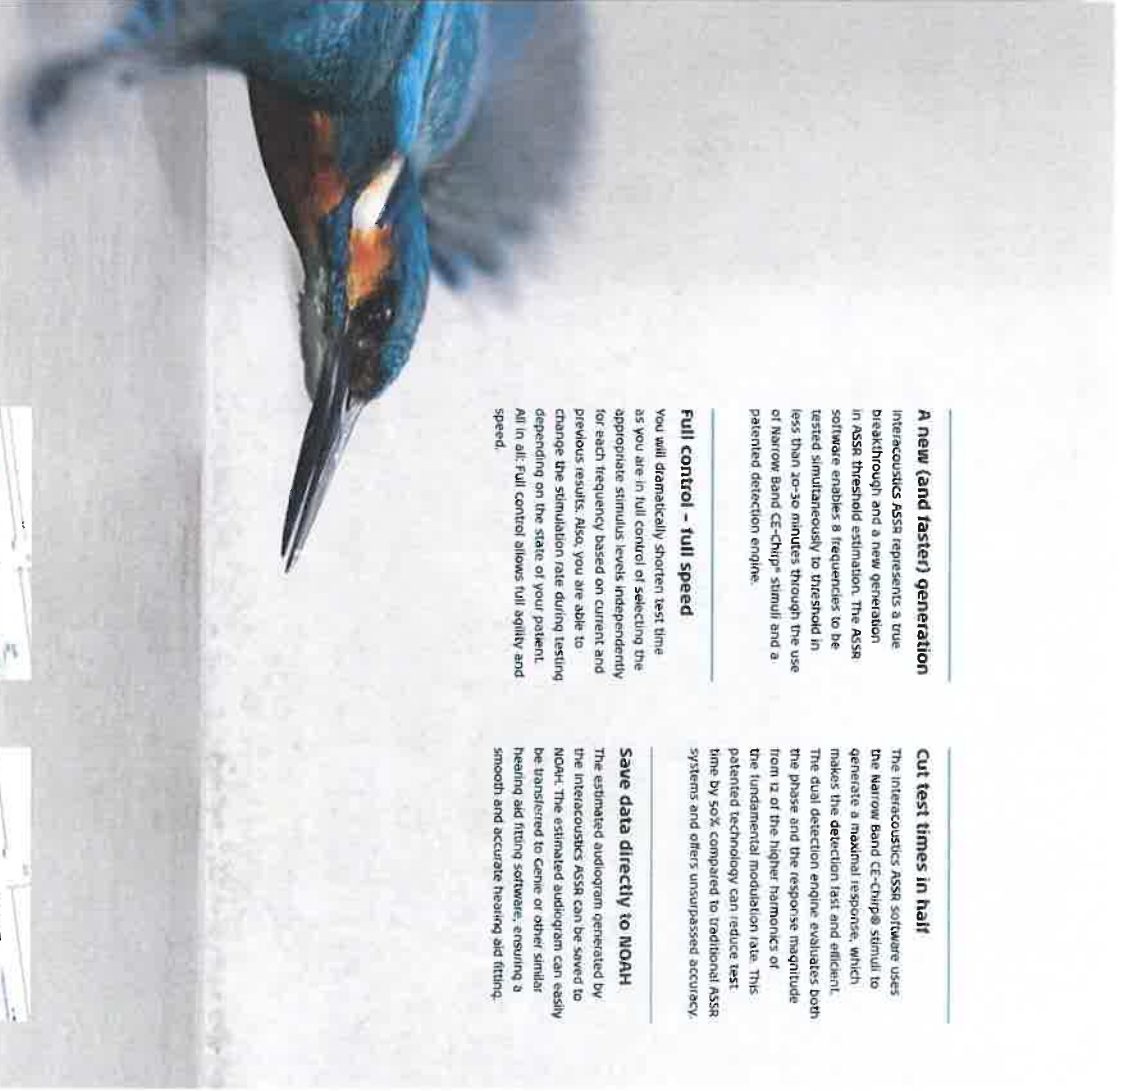 A new (and faster) generation
Interacoustics ASSR represents a true
breakthrough and a new generation
in ASSR threshold estimation. The ASSR
software enables 8 frequencies to be
tested simultaneously to threshold in
less than 20-30 minutes through the use
of Narrow Band CE-Chirp® stimuli and a
patented detection engine.
Full control – full speed
You will dramatically shorten test time
as you are in full control of selecting the
appropriate stimulus levels independently
for each frequency based on current and
previous results. Also, you are able to
change the stimulation rate during testing
depending on the state of your patient.
All in all: Full control allows full agility and
speed.
Cut test times in half
The Interacoustics ASSR software uses
the Narrow Band CE-Chirp® stimuli to
generate a maximal response, which
makes the detection fast and efficient.
The dual detection engine evaluates both
the phase and the response magnitude
from 12 of the higher harmonics of
the fundamental modulation rate. This
patented technology can reduce test
time by 50% compared to traditional ASSR
systems and offers unsurpassed accuracy.
Save data directly to NOAH
The estimated audiogram generated by
the Interacoustics ASSR can be saved to
NOAH. The estimated audiogram can easily
be transferred to Genie or other similar
hearing aid fitting software, ensuring a
smooth and accurate hearing aid fitting.